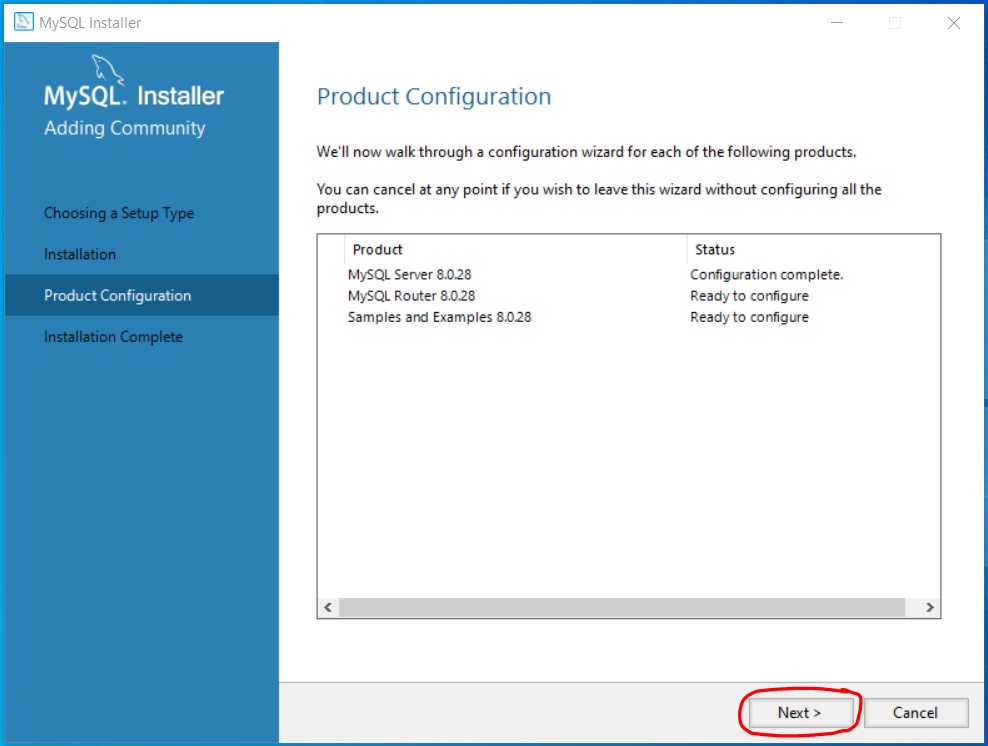 MySQL Installer
MySQL. Installer
Adding Community
Choosing a Setup Type
Installation
Product Configuration
Installation Complete
Product Configuration
We'll now walk through a configuration wizard for each of the following products.
You can cancel at any point if you wish to leave this wizard without configuring all the
products.
Product Status
MySQL Server 8.0.28 Configuration complete.
MySQL Router 8.0.28 Ready to configure
Samples and Examples 8.0.28 Ready to configure
Next > Cancel